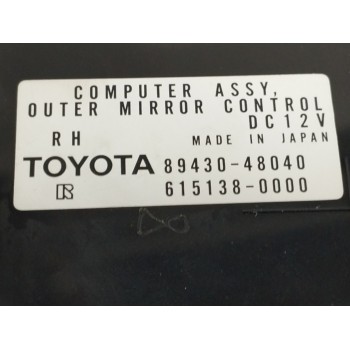 COMPUTER ASSY,
OUTER MIRROR CONTROL
DC12V
RH MADE IN JAPAN
TOYOTA 89430-48040
R 615138-0000